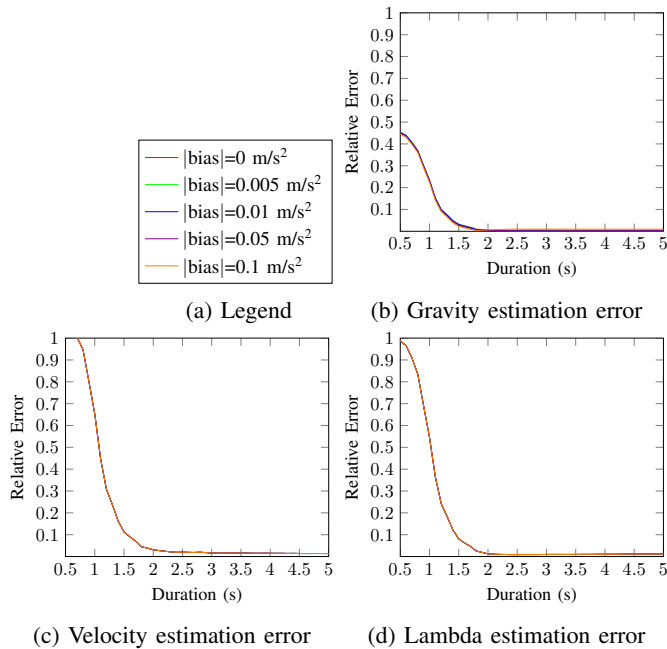 |bias|=0 m/s²
|bias|=0.005 m/s²
|bias|=0.01 m/s²
|bias|=0.05 m/s²
|bias|=0.1 m/s²
(a) Legend
1
0.9
0.8
0.7
0.6
0.5
0.4
0.3
0.2
0.1
Relative Error
0.5 1 1.5 2 2.5 3 3.5 4 4.5 5
Duration (s)
(b) Gravity estimation error
1
0.9
0.8
0.7
0.6
0.5
0.4
0.3
0.2
0.1
Relative Error
0.5 1 1.5 2 2.5 3 3.5 4 4.5 5
Duration (s)
(c) Velocity estimation error
1
0.9
0.8
0.7
0.6
0.5
0.4
0.3
0.2
0.1
Relative Error
0.5 1 1.5 2 2.5 3 3.5 4 4.5 5
Duration (s)
(d) Lambda estimation error